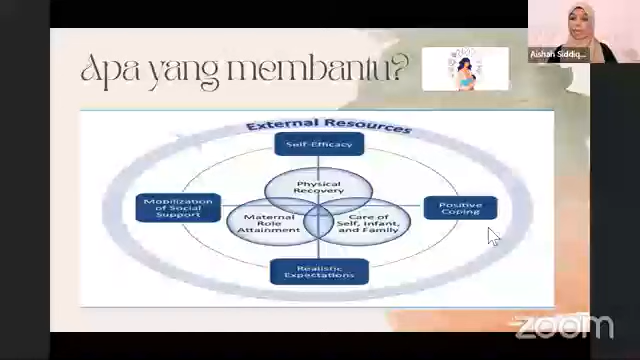 Apa yang membantu?
Aishah Siddiq...
External Resources
Self-Efficacy
Physical
Recovery
Mobilization
of Social
Support
Maternal
Role
Attainment
Care of
Self, Infant,
and Family
Positive
Coping
Realistic
Expectations
zoom